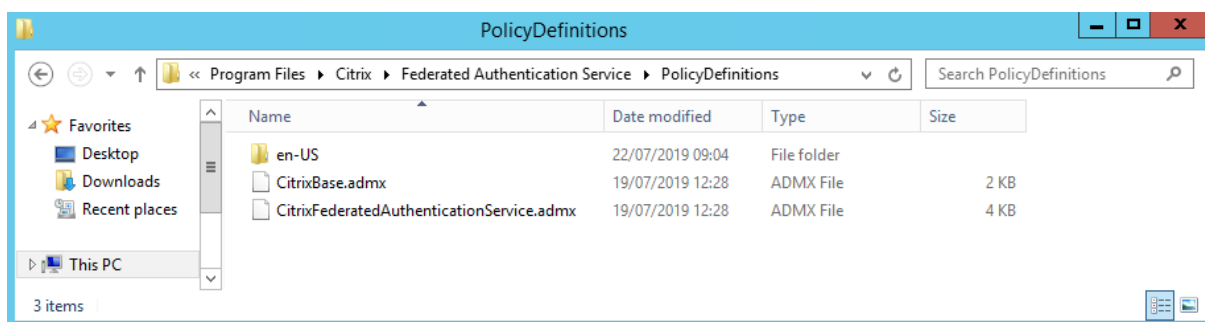 PolicyDefinitions
« Program Files Citrix Federated Authentication Service PolicyDefinitions
Search PolicyDefinitions
Favorites
Desktop
Downloads
Recent places
This PC
Name Date modified Type Size
en-US 22/07/2019 09:04 File folder
CitrixBase.admx 19/07/2019 12:28 ADMX File 2 KB
CitrixFederatedAuthenticationService.admx 19/07/2019 12:28 ADMX File 4 KB
3 items